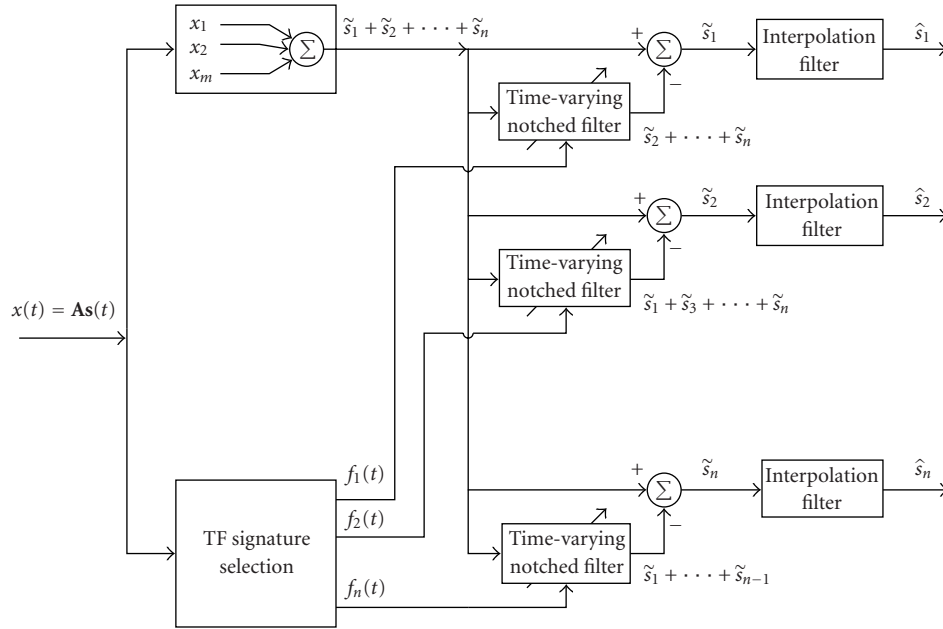 x₁
x₂
xₘ
∑
s̃₁ + s̃₂ + · · · + s̃ₙ
+
∑
−
s̃₁
Interpolation
filter
ŝ₁
Time-varying
notched filter
s̃₂ + · · · + s̃ₙ
+
∑
−
s̃₂
Interpolation
filter
ŝ₂
Time-varying
notched filter
s̃₁ + s̃₃ + · · · + s̃ₙ
x(t) = As(t)
TF signature
selection
f₁(t)
f₂(t)
fₙ(t)
+
∑
−
s̃ₙ
Interpolation
filter
ŝₙ
Time-varying
notched filter
s̃₁ + · · · + s̃ₙ₋₁